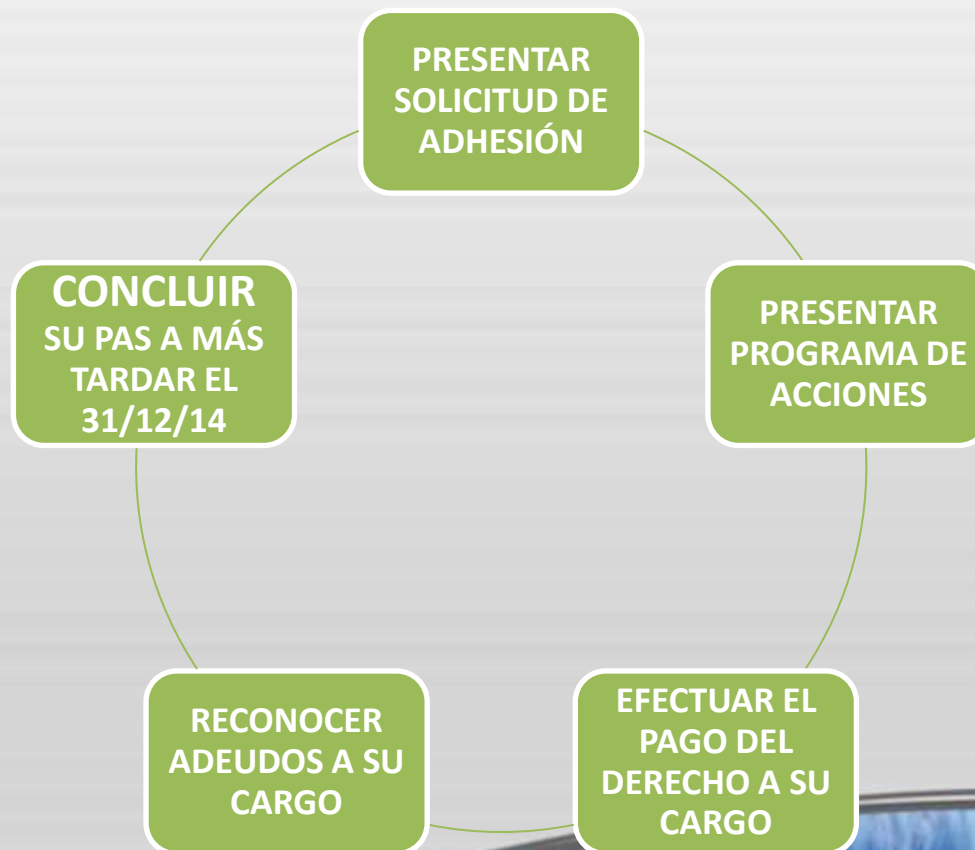 PRESENTAR
SOLICITUD DE
ADHESIÓN
PRESENTAR
PROGRAMA DE
ACCIONES
EFECTUAR EL
PAGO DEL
DERECHO A SU
CARGO
RECONOCER
ADEUDOS A SU
CARGO
CONCLUIR
SU PAS A MÁS
TARDAR EL
31/12/14